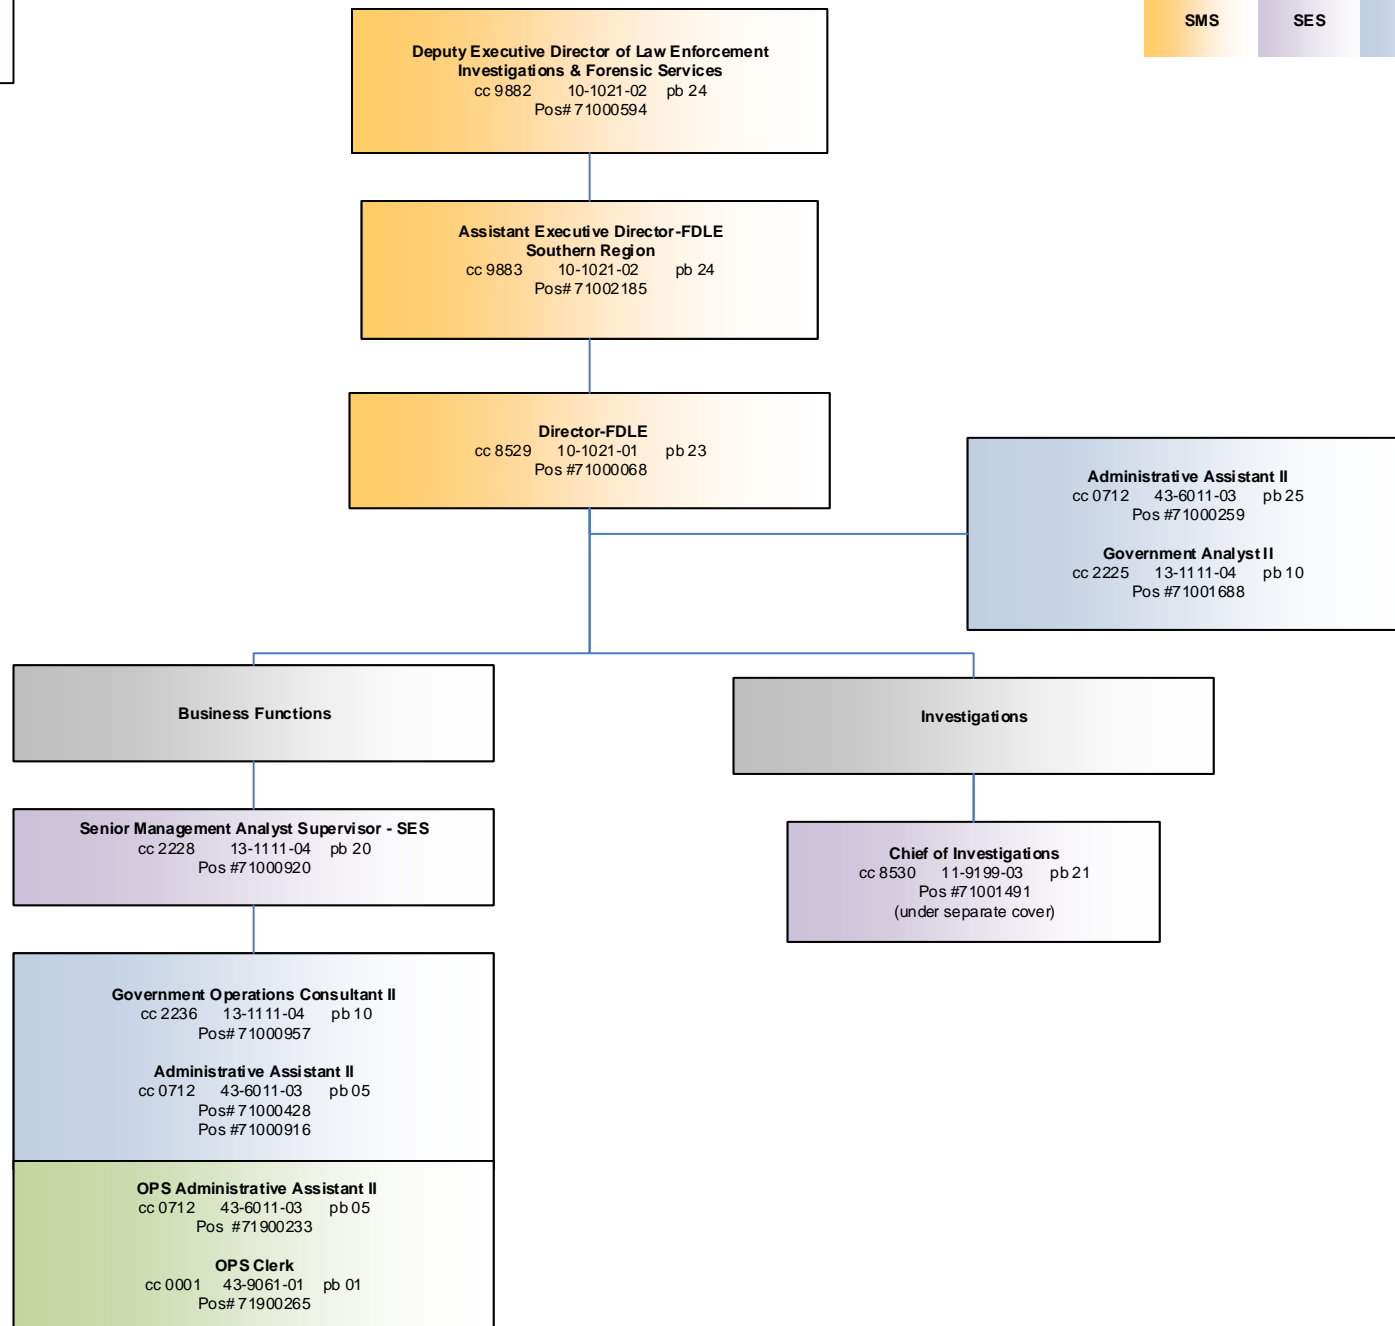 SMS
SES
Deputy Executive Director of Law Enforcement
Investigations & Forensic Services
cc 9882 10-1021-02 pb 24
Pos# 71000594
Assistant Executive Director-FDLE
Southern Region
cc 9883 10-1021-02 pb 24
Pos# 71002185
Director-FDLE
cc 8529 10-1021-01 pb 23
Pos #71000068
Administrative Assistant II
cc 0712 43-6011-03 pb 25
Pos #71000259
Government Analyst II
cc 2225 13-1111-04 pb 10
Pos #71001688
Business Functions
Senior Management Analyst Supervisor - SES
cc 2228 13-1111-04 pb 20
Pos #71000920
Government Operations Consultant II
cc 2236 13-1111-04 pb 10
Pos# 71000957
Administrative Assistant II
cc 0712 43-6011-03 pb 05
Pos# 71000428
Pos #71000916
OPS Administrative Assistant II
cc 0712 43-6011-03 pb 05
Pos #71900233
OPS Clerk
cc 0001 43-9061-01 pb 01
Pos# 71900265
Investigations
Chief of Investigations
cc 8530 11-9199-03 pb 21
Pos #71001491
(under separate cover)